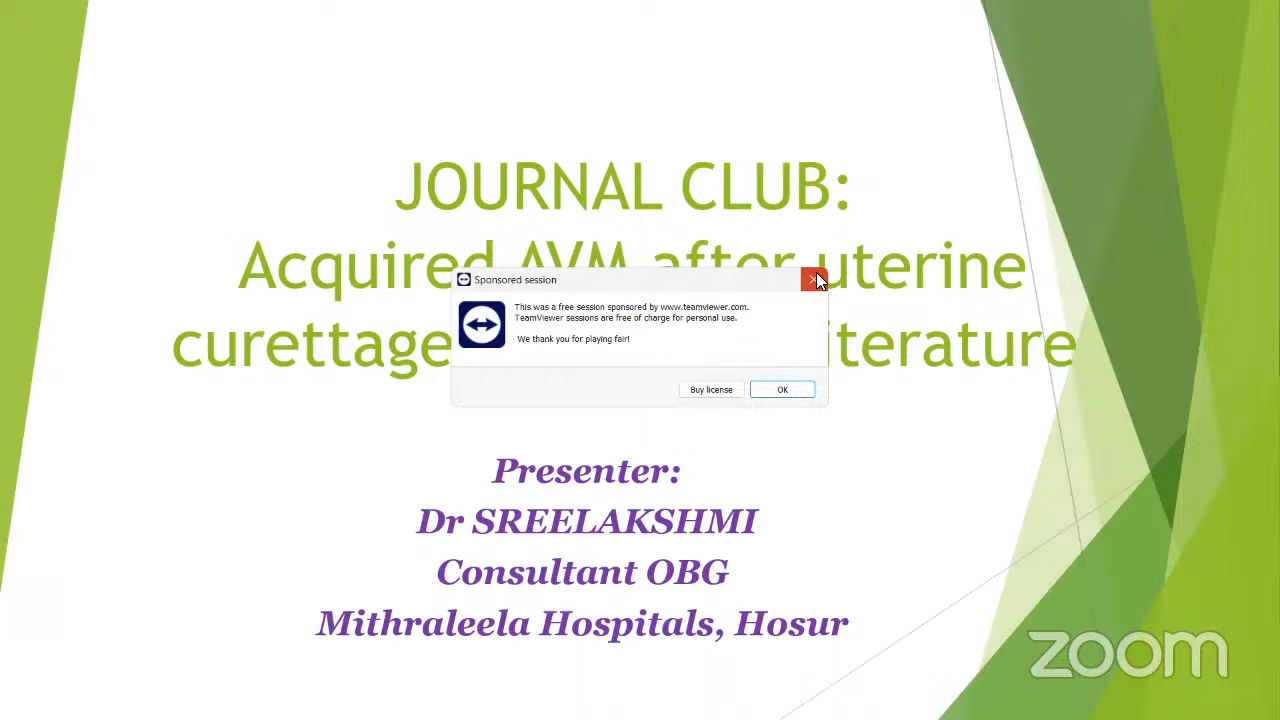 JOURNAL CLUB:
Acquired AVM after uterine
curettage iterature
Sponsored session
This was a free session sponsored by www.teamviewer.com.
TeamViewer sessions are free of charge for personal use.
We thank you for playing fair!
Buy license
OK
Presenter:
Dr SREELAKSHMI
Consultant OBG
Mithraleela Hospitals, Hosur
zoom